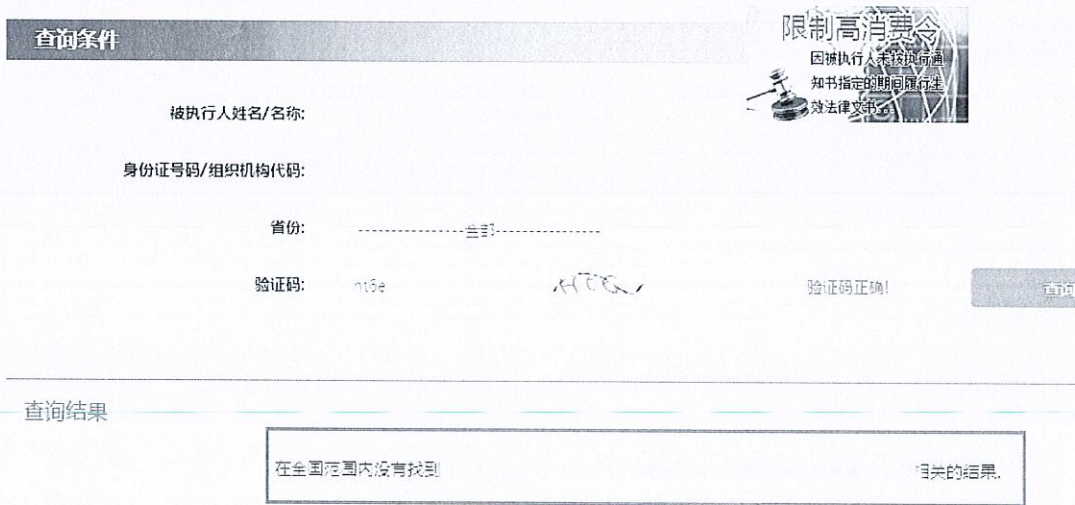 查询条件
限制高消费令
因被执行人未按执行通
知书指定的期间履行生
效法律文书...
被执行人姓名/名称:
身份证号码/组织机构代码:
省份: ---------------全部---------------
验证码: nt6e 验证码正确! 查询
查询结果
在全国范围内没有找到 相关的结果.